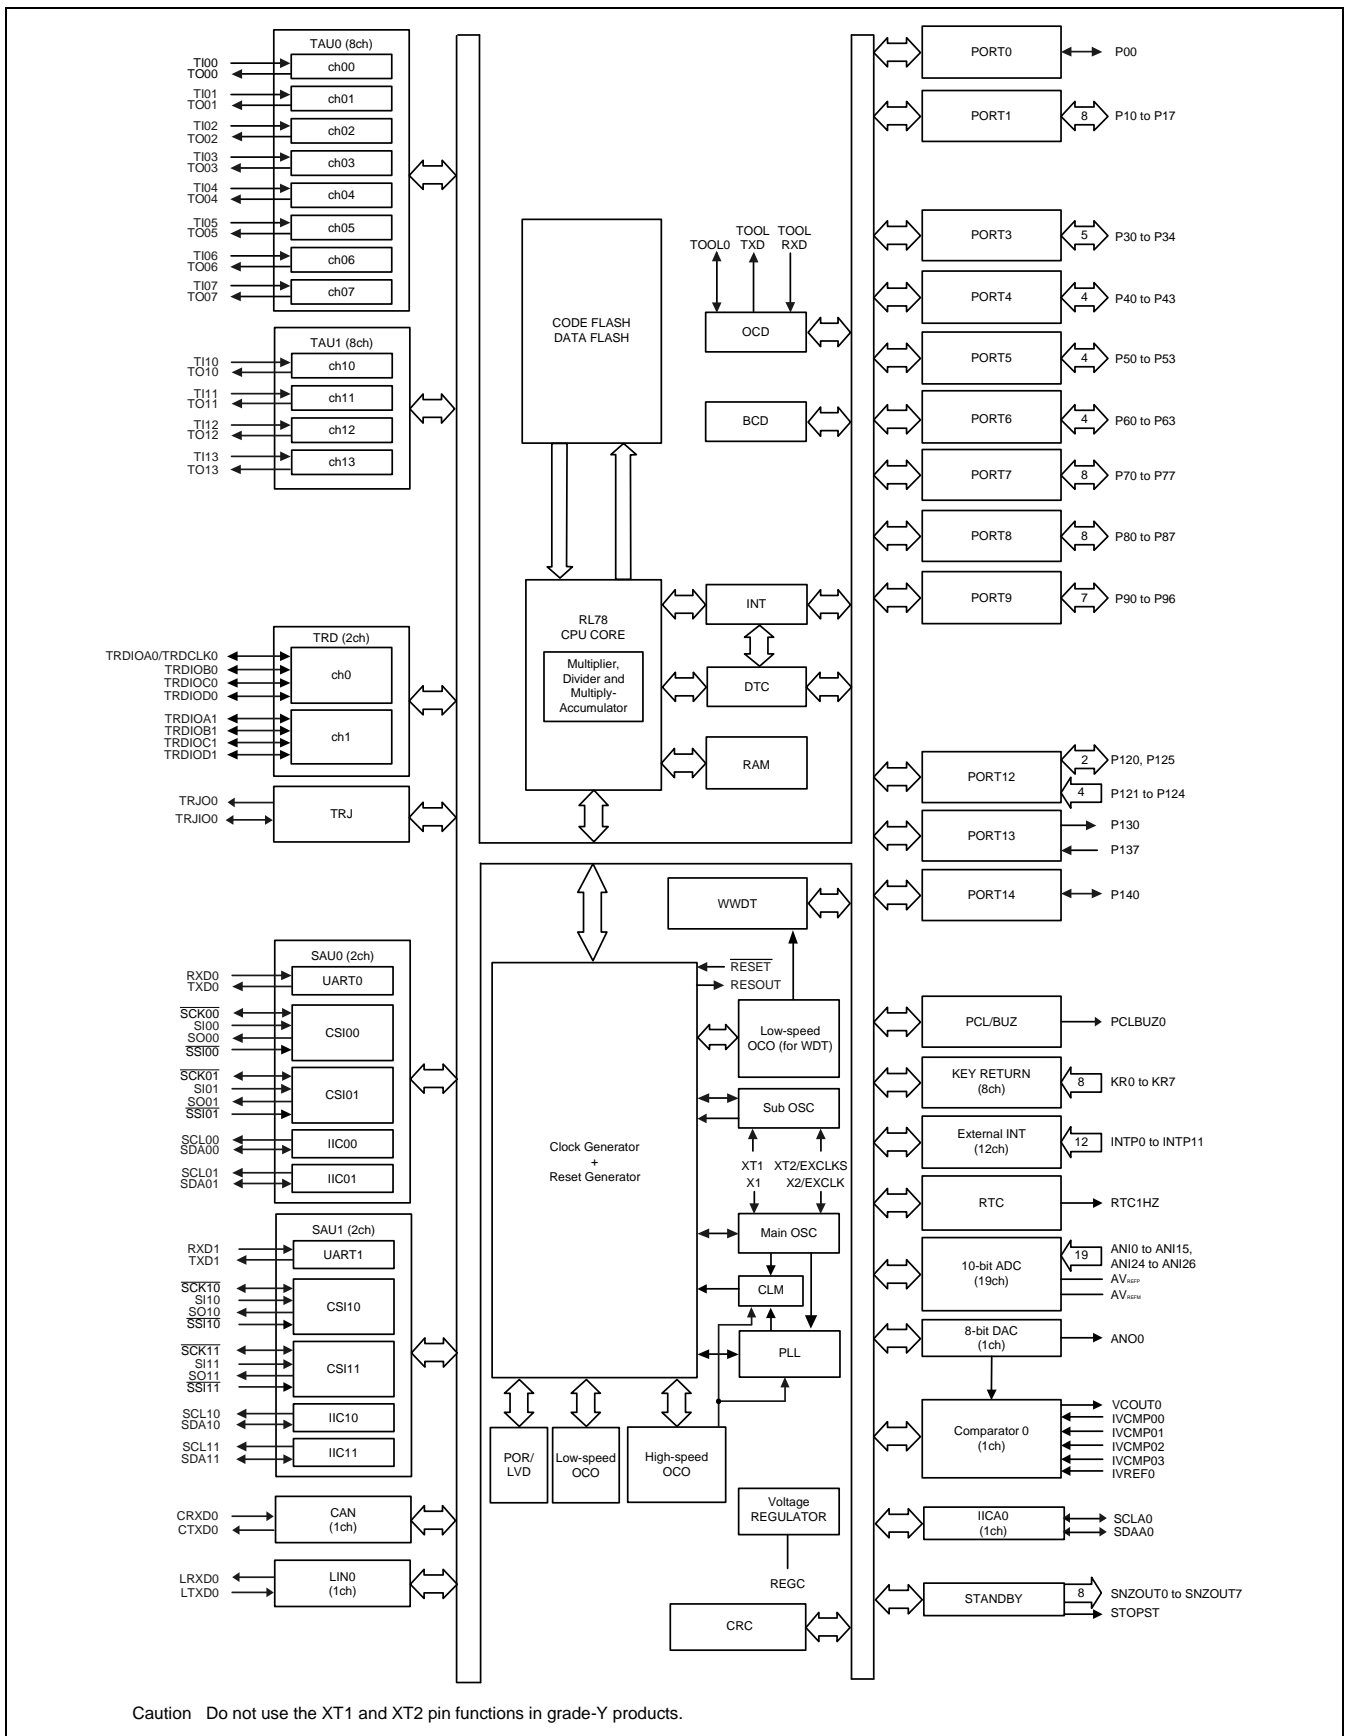 TAU0 (8ch)
TI00
TO00
ch00
TI01
TO01
ch01
TI02
TO02
ch02
TI03
TO03
ch03
TI04
TO04
ch04
TI05
TO05
ch05
TI06
TO06
ch06
TI07
TO07
ch07
TAU1 (8ch)
TI10
TO10
ch10
TI11
TO11
ch11
TI12
TO12
ch12
TI13
TO13
ch13
TRD (2ch)
TRDIOA0/TRDCLK0
TRDIOB0
TRDIOC0
TRDIOD0
ch0
TRDIOA1
TRDIOB1
TRDIOC1
TRDIOD1
ch1
TRJO0
TRJIO0
TRJ
SAU0 (2ch)
RXD0
TXD0
UART0
SCK00
SI00
SO00
SSI00
CSI00
SCK01
SI01
SO01
SSI01
CSI01
SCL00
SDA00
IIC00
SCL01
SDA01
IIC01
SAU1 (2ch)
RXD1
TXD1
UART1
SCK10
SI10
SO10
SSI10
CSI10
SCK11
SI11
SO11
SSI11
CSI11
SCL10
SDA10
IIC10
SCL11
SDA11
IIC11
CRXD0
CTXD0
CAN
(1ch)
LRXD0
LTXD0
LIN0
(1ch)
CODE FLASH
DATA FLASH
TOOL0
TOOL
TXD
TOOL
RXD
OCD
BCD
RL78
CPU CORE
Multiplier,
Divider and
Multiply-
Accumulator
INT
DTC
RAM
WWDT
RESET
RESOUT
Clock Generator
+
Reset Generator
Low-speed
OCO (for WDT)
Sub OSC
XT1
X1
XT2/EXCLKS
X2/EXCLK
Main OSC
CLM
PLL
POR/
LVD
Low-speed
OCO
High-speed
OCO
Voltage
REGULATOR
REGC
CRC
PORT0
P00
PORT1
8
P10 to P17
PORT3
5
P30 to P34
PORT4
4
P40 to P43
PORT5
4
P50 to P53
PORT6
4
P60 to P63
PORT7
8
P70 to P77
PORT8
8
P80 to P87
PORT9
7
P90 to P96
PORT12
2
P120, P125
4
P121 to P124
PORT13
P130
P137
PORT14
P140
PCL/BUZ
PCLBUZ0
KEY RETURN
(8ch)
8
KR0 to KR7
External INT
(12ch)
12
INTP0 to INTP11
RTC
RTC1HZ
10-bit ADC
(19ch)
19
ANI0 to ANI15,
ANI24 to ANI26
AVREFP
AVREFM
8-bit DAC
(1ch)
ANO0
Comparator 0
(1ch)
VCOUT0
IVCMP00
IVCMP01
IVCMP02
IVCMP03
IVREF0
IICA0
(1ch)
SCLA0
SDAA0
STANDBY
8
SNZOUT0 to SNZOUT7
STOPST
Caution Do not use the XT1 and XT2 pin functions in grade-Y products.